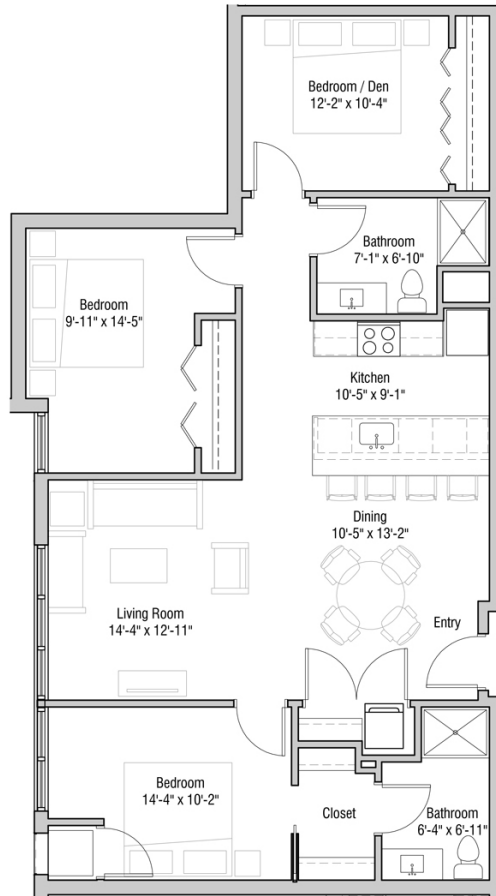 Bedroom / Den
12'-2" x 10'-4"
Bathroom
7'-1" x 6'-10"
Bedroom
9'-11" x 14'-5"
Kitchen
10'-5" x 9'-1"
Dining
10'-5" x 13'-2"
Living Room
14'-4" x 12'-11"
Entry
Bedroom
14'-4" x 10'-2"
Closet
Bathroom
6'-4" x 6'-11"